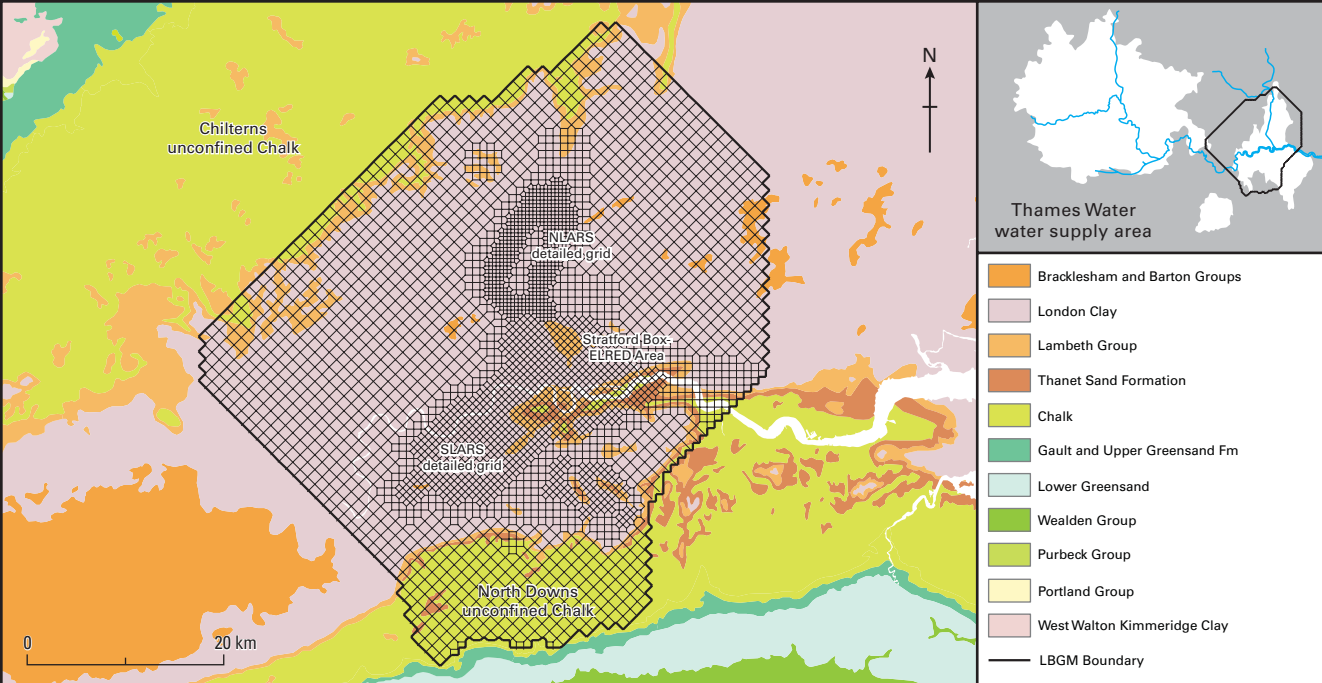 Chilterns
unconfined Chalk
N
NLARS
detailed grid
Stratford Box-
ELRED Area
SLARS
detailed grid
North Downs
unconfined Chalk
0
20 km
Thames Water
water supply area
Bracklesham and Barton Groups
London Clay
Lambeth Group
Thanet Sand Formation
Chalk
Gault and Upper Greensand Fm
Lower Greensand
Wealden Group
Purbeck Group
Portland Group
West Walton Kimmeridge Clay
LBGM Boundary